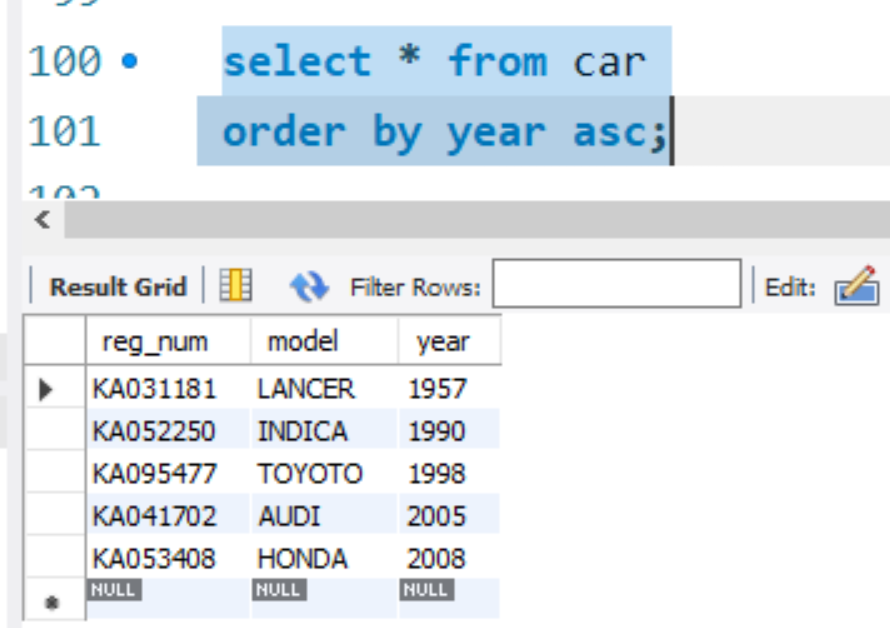 100 select * from car
101 order by year asc;
Result Grid Filter Rows: Edit:
reg_num model year
KA031181 LANCER 1957
KA052250 INDICA 1990
KA095477 TOYOTO 1998
KA041702 AUDI 2005
KA053408 HONDA 2008
NULL NULL NULL